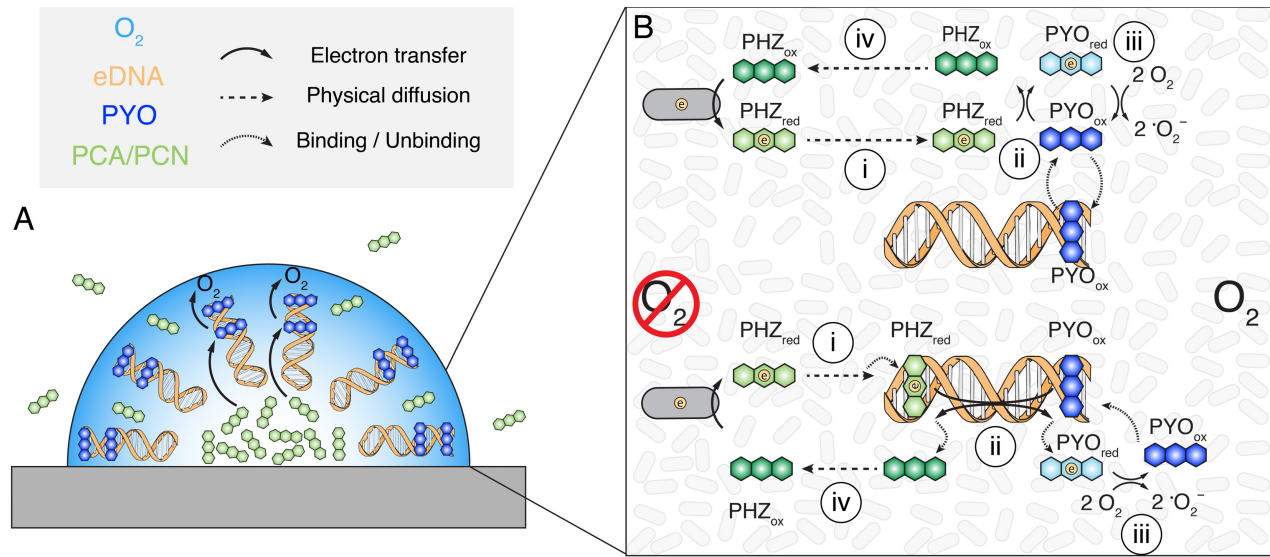 O₂
eDNA
PYO
PCA/PCN
Electron transfer
Physical diffusion
Binding / Unbinding
A
O₂
O₂
B
PHZox
iv
PHZox
PYOred
iii
e
2 O₂
e
PHZred
PHZred
PYOox
2 ·O₂⁻
e
e
i
ii
PYOox
O₂
O₂
PHZred
i
PHZred
PYOox
e
e
e
ii
PYOred
PYOox
e
iv
PHZox
2 O₂
2 ·O₂⁻
iii